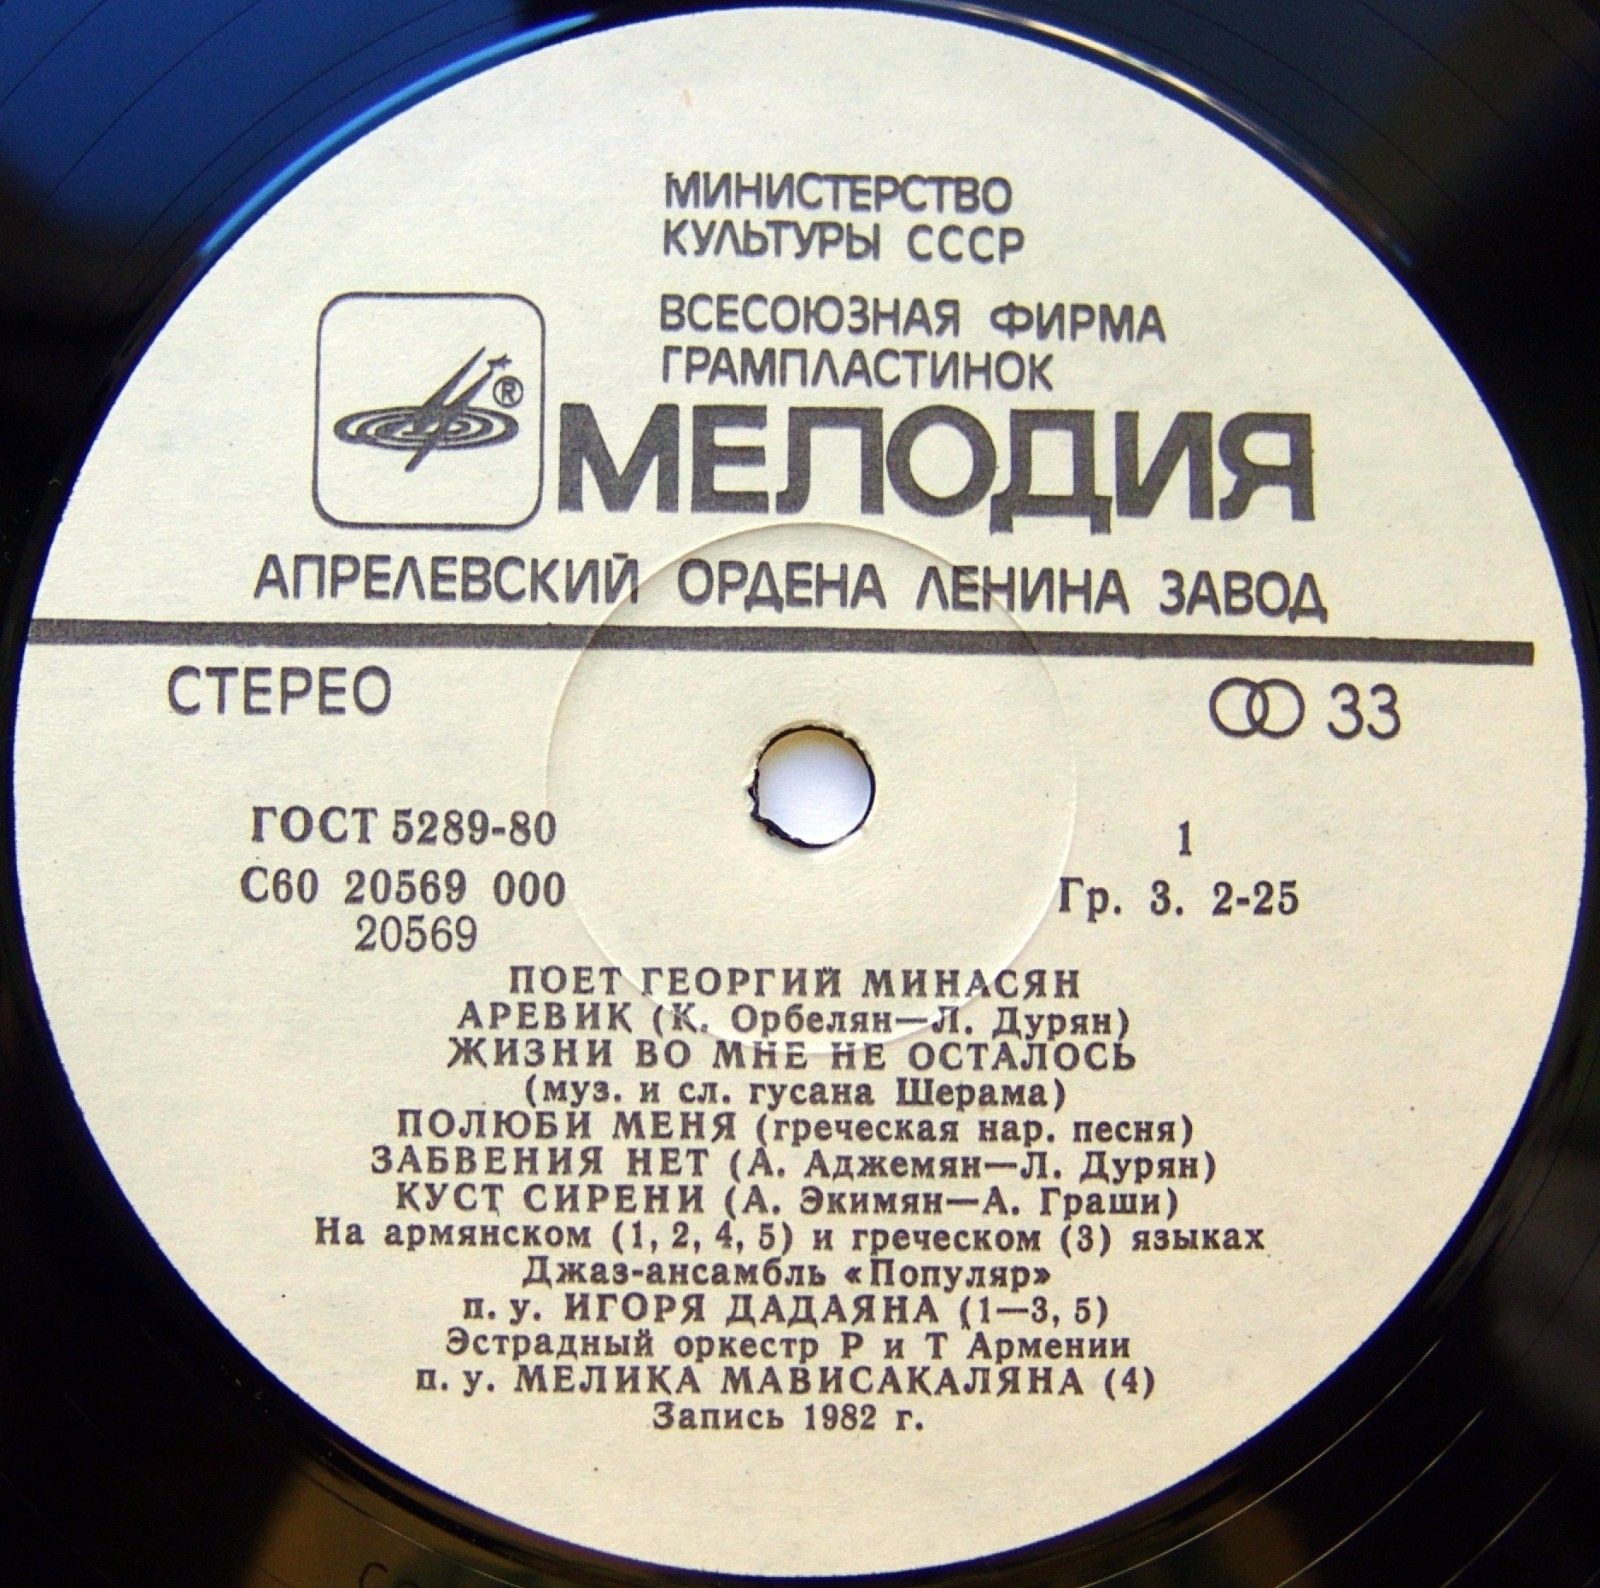 МИНИСТЕРСТВО
КУЛЬТУРЫ СССР
ВСЕСОЮЗНАЯ ФИРМА
ГРАМПЛАСТИНОК
®
МЕЛОДИЯ
АПРЕЛЕВСКИЙ ОРДЕНА ЛЕНИНА ЗАВОД
СТЕРЕО
33
ГОСТ 5289-80
1
С60 20569 000
Гр. 3. 2-25
20569
ПОЕТ ГЕОРГИЙ МИНАСЯН
АРЕВИК (К. Орбелян—Л. Дурян)
ЖИЗНИ ВО МНЕ НЕ ОСТАЛОСЬ
(муз. и сл. гусана Шерама)
ПОЛЮБИ МЕНЯ (греческая нар. песня)
ЗАБВЕНИЯ НЕТ (А. Аджемян—Л. Дурян)
КУСТ СИРЕНИ (А. Экимян—А. Граши)
На армянском (1, 2, 4, 5) и греческом (3) языках
Джаз-ансамбль «Популяр»
п. у. ИГОРЯ ДАДАЯНА (1—3, 5)
Эстрадный оркестр Р и Т Армении
п. у. МЕЛИКА МАВИСАКАЛЯНА (4)
Запись 1982 г.